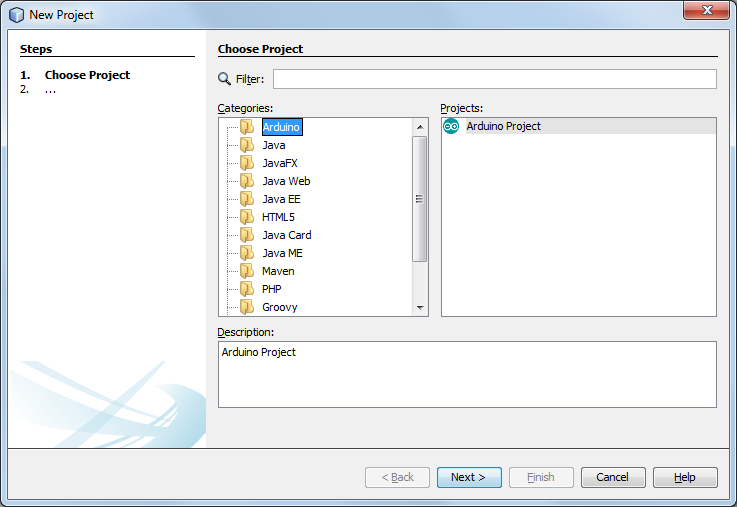 New Project
Steps
1. Choose Project
2. ...
Choose Project
Filter:
Categories:
Arduino
Java
JavaFX
Java Web
Java EE
HTML5
Java Card
Java ME
Maven
PHP
Groovy
Projects:
Arduino Project
Description:
Arduino Project
< Back
Next >
Finish
Cancel
Help